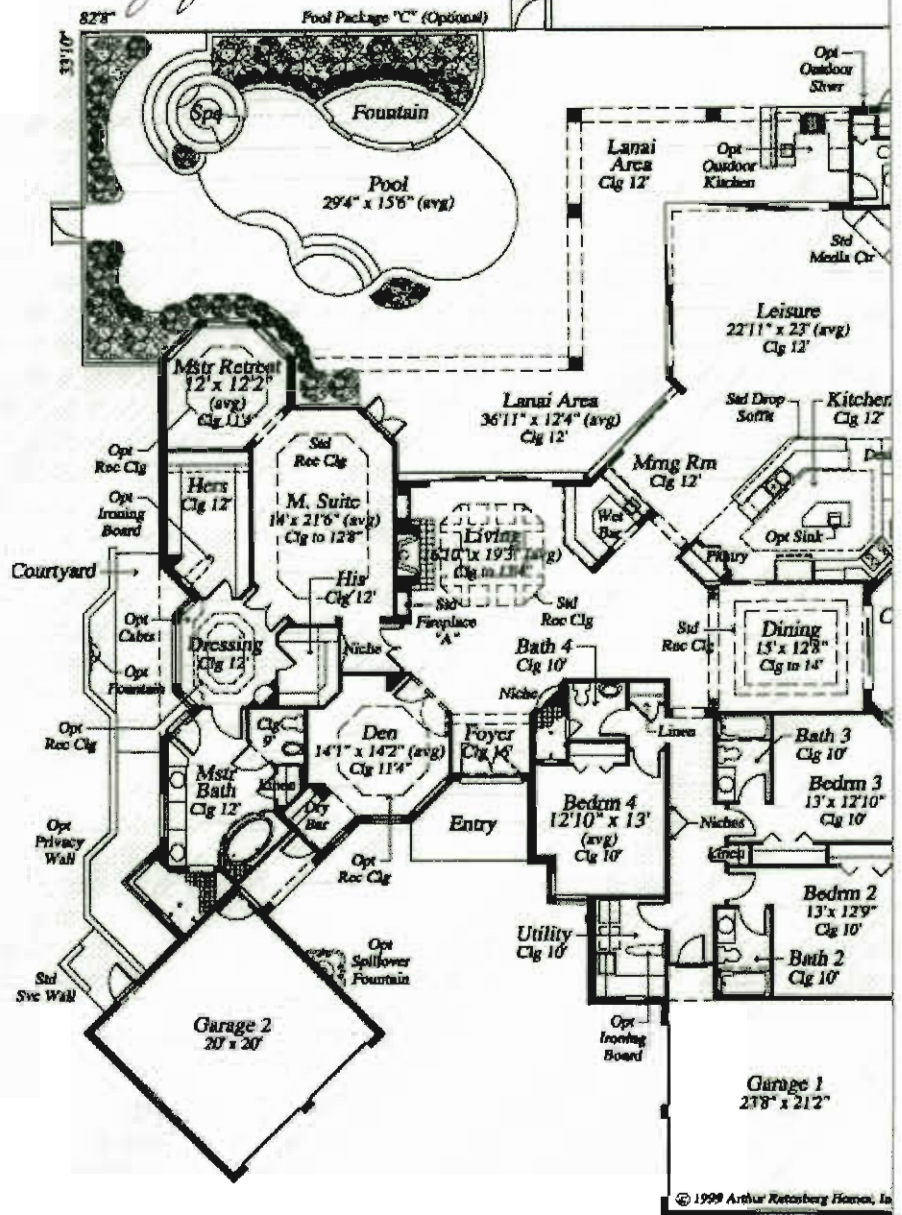 82'8"
Pool Package "C" (Optional)
33'10"
Opt
Outdoor
Shwr
Spa
Fountain
Lanai
Area
Clg 12'
Opt
Outdoor
Kitchen
Pool
29'4" x 15'6" (avg)
Std
Media Ctr
Leisure
22'11" x 23' (avg)
Clg 12'
Mstr Retreat
12' x 12'2"
(avg)
Clg 11'4"
Lanai Area
36'11" x 12'4" (avg)
Clg 12'
Std Drop
Soffit
Kitchen
Clg 12'
Opt
Rec Clg
Std
Rec Clg
Mrng Rm
Clg 12'
Hers
Clg 12'
Opt
Ironing
Board
M. Suite
14' x 21'6" (avg)
Clg to 12'8"
Living
Wet
Bar
Opt Sink
Pantry
Courtyard
His
Clg 12'
Std
Fireplace
"A"
Std
Rec Clg
Opt
Cabts
Dressing
Clg 12'
Niche
Bath 4
Clg 10'
Std
Rec Clg
Dining
15' x 12'8"
Clg to 14'
Opt
Fountain
Niche
Opt
Rec Clg
Clg
9'
Den
14'1" x 14'2" (avg)
Clg 11'4"
Foyer
Clg 16'
Linen
Bath 3
Clg 10'
Mstr
Bath
Clg 12'
Linen
Dry
Bar
Bedrm 3
13' x 12'10"
Clg 10'
Bedrm 4
12'10" x 13'
(avg)
Clg 10'
Niches
Entry
Opt
Privacy
Wall
Opt
Rec Clg
Linen
Bedrm 2
13' x 12'9"
Clg 10'
Utility
Clg 10'
Opt
Spillover
Fountain
Bath 2
Clg 10'
Std
Svc Wall
Opt
Ironing
Board
Garage 2
20' x 20'
Garage 1
23'8" x 21'2"
© 1999 Arthur Rutenberg Homes, In